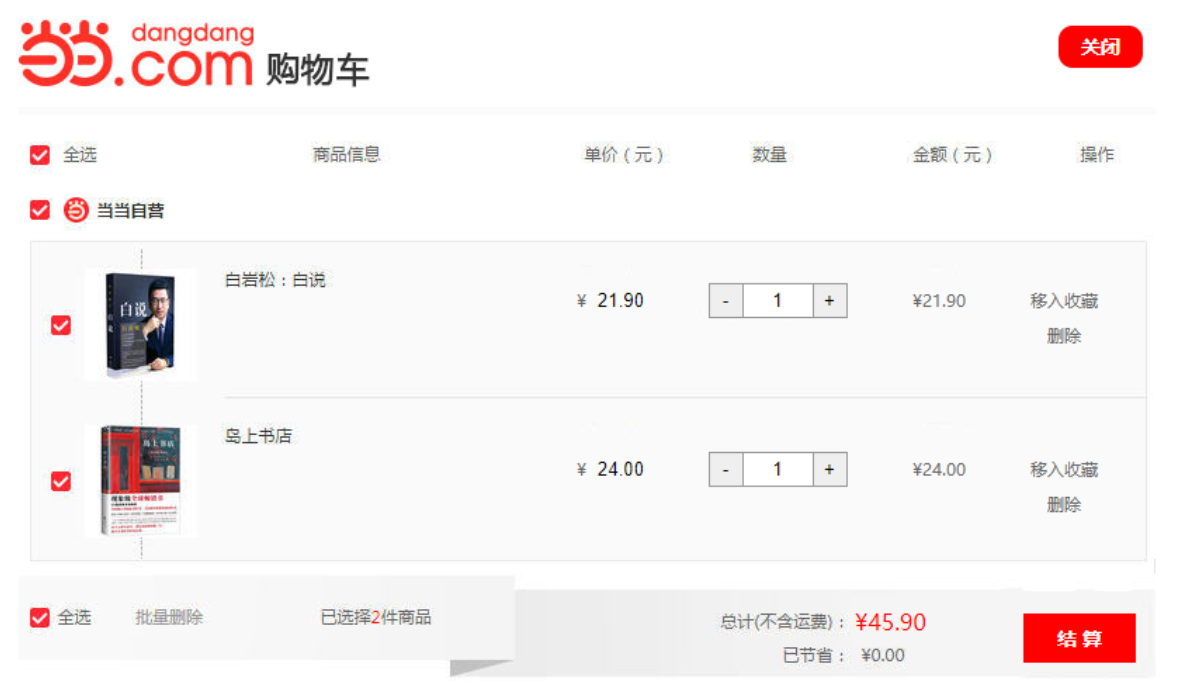 dangdang
.com 购物车
关闭
全选 商品信息 单价（元） 数量 金额（元） 操作
当当自营
白岩松：白说
白说
¥ 21.90 - 1 + ¥21.90 移入收藏
删除
岛上书店
岛上书店
¥ 24.00 - 1 + ¥24.00 移入收藏
删除
全选 批量删除 已选择2件商品 总计(不含运费)： ¥45.90
已节省： ¥0.00
结 算